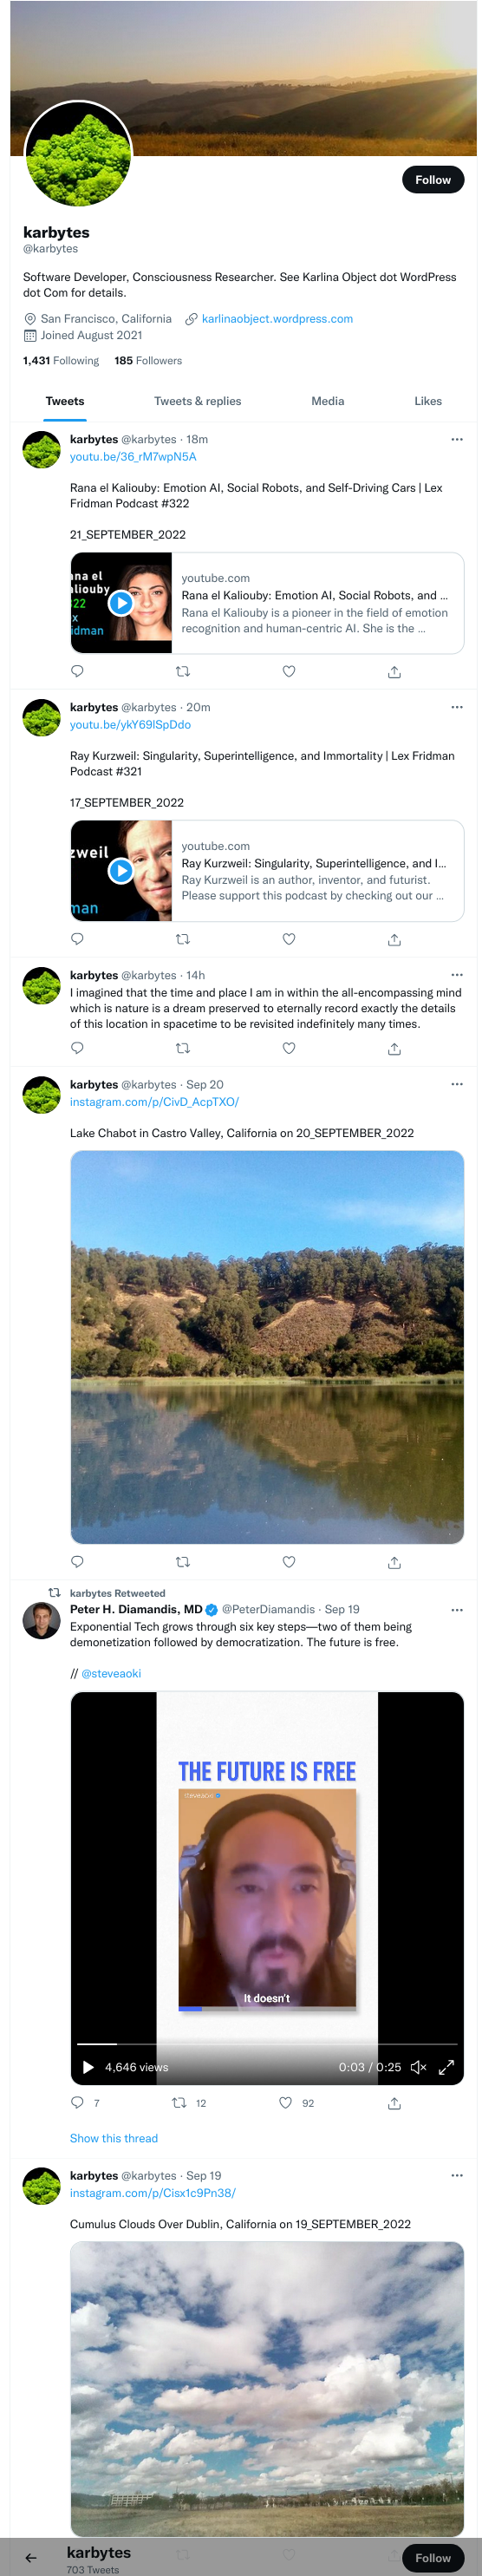 Follow
karbytes
@karbytes
Software Developer, Consciousness Researcher. See Karlina Object dot WordPress
dot Com for details.
San Francisco, California karlinaobject.wordpress.com
Joined August 2021
1,431 Following 185 Followers
Tweets Tweets & replies Media Likes
karbytes @karbytes · 18m
youtu.be/36_rM7wpN5A
Rana el Kaliouby: Emotion AI, Social Robots, and Self-Driving Cars | Lex
Fridman Podcast #322
21_SEPTEMBER_2022
ana el
aliouby
22
x
idman
youtube.com
Rana el Kaliouby: Emotion AI, Social Robots, and ...
Rana el Kaliouby is a pioneer in the field of emotion
recognition and human-centric AI. She is the ...
karbytes @karbytes · 20m
youtu.be/ykY69lSpDdo
Ray Kurzweil: Singularity, Superintelligence, and Immortality | Lex Fridman
Podcast #321
17_SEPTEMBER_2022
zweil
man
youtube.com
Ray Kurzweil: Singularity, Superintelligence, and I...
Ray Kurzweil is an author, inventor, and futurist.
Please support this podcast by checking out our ...
karbytes @karbytes · 14h
I imagined that the time and place I am in within the all-encompassing mind
which is nature is a dream preserved to eternally record exactly the details
of this location in spacetime to be revisited indefinitely many times.
karbytes @karbytes · Sep 20
instagram.com/p/CivD_AcpTXO/
Lake Chabot in Castro Valley, California on 20_SEPTEMBER_2022
karbytes Retweeted
Peter H. Diamandis, MD @PeterDiamandis · Sep 19
Exponential Tech grows through six key steps—two of them being
demonetization followed by democratization. The future is free.
// @steveaoki
THE FUTURE IS FREE
STEVEAOKI
It doesn't
4,646 views 0:03 / 0:25
7 12 92
Show this thread
karbytes @karbytes · Sep 19
instagram.com/p/Cisx1c9Pn38/
Cumulus Clouds Over Dublin, California on 19_SEPTEMBER_2022
karbytes
703 Tweets
Follow